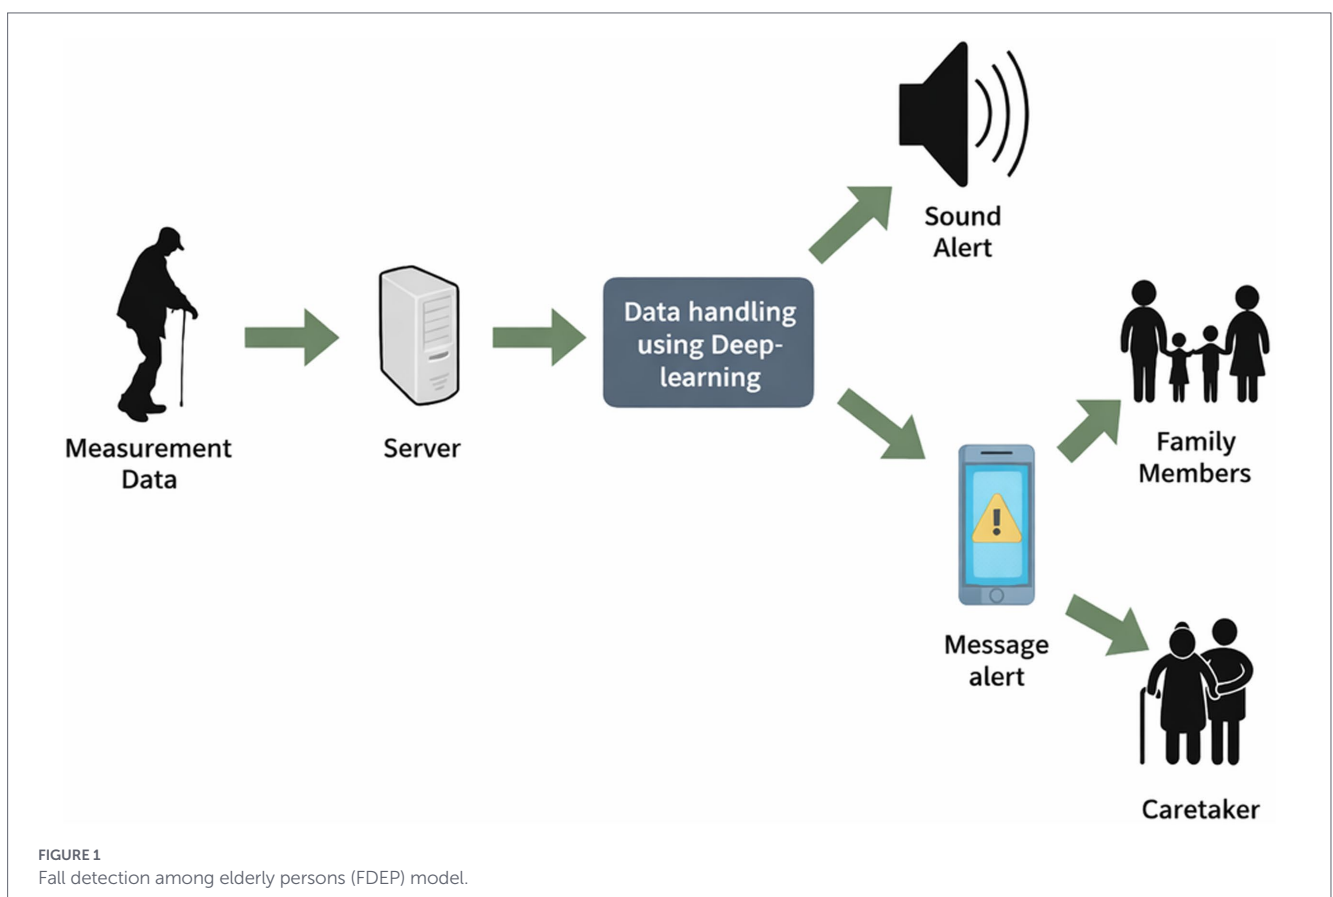 Sound
Alert
Data handling
using Deep-
learning
Measurement
Data
Server
Family
Members
Message
alert
Caretaker
FIGURE 1
Fall detection among elderly persons (FDEP) model.